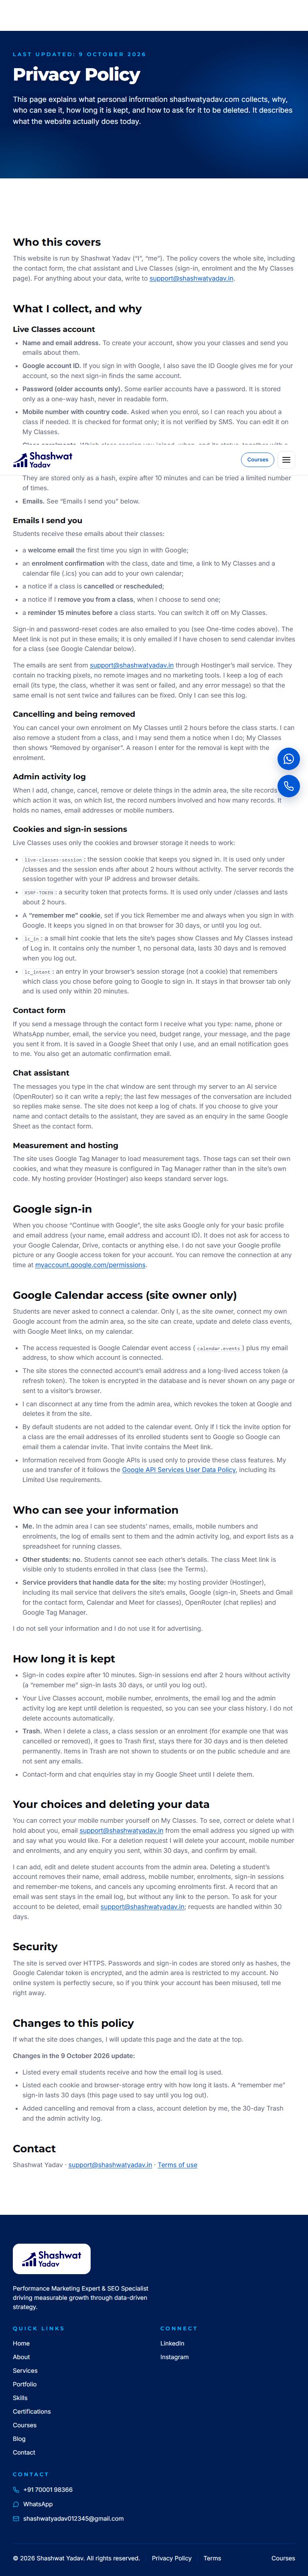 LAST UPDATED: 9 OCTOBER 2026
Privacy Policy
This page explains what personal information shashwatyadav.com collects, why,
who can see it, how long it is kept, and how to ask for it to be deleted. It describes
what the website actually does today.
Who this covers
This website is run by Shashwat Yadav (“I”, “me”). The policy covers the whole site, including
the contact form, the chat assistant and Live Classes (sign-in, enrolment and the My Classes
page). For anything about your data, write to support@shashwatyadav.in.
What I collect, and why
Live Classes account
• Name and email address. To create your account, show you your classes and send you
emails about them.
• Google account ID. If you sign in with Google, I also save the ID Google gives me for your
account, so the next sign-in finds the same account.
• Password (older accounts only). Some earlier accounts have a password. It is stored
only as a one-way hash, never in readable form.
• Mobile number with country code. Asked when you enrol, so I can reach you about a
class if needed. It is checked for format only; it is not verified by SMS. You can edit it on
My Classes.
Shashwat
Yadav
Courses
They are stored only as a hash, expire after 10 minutes and can be tried a limited number
of times.
• Emails. See “Emails I send you” below.
Emails I send you
Students receive these emails about their classes:
• a welcome email the first time you sign in with Google;
• an enrolment confirmation with the class, date and time, a link to My Classes and a
calendar file (.ics) you can add to your own calendar;
• a notice if a class is cancelled or rescheduled;
• a notice if I remove you from a class, when I choose to send one;
• a reminder 15 minutes before a class starts. You can switch it off on My Classes.
Sign-in and password-reset codes are also emailed to you (see One-time codes above). The
Meet link is not put in these emails; it is only emailed if I have chosen to send calendar invites
for a class (see Google Calendar below).
The emails are sent from support@shashwatyadav.in through Hostinger’s mail service. They
contain no tracking pixels, no remote images and no marketing lists. I keep a log of each
email (its type, the class, whether it was sent or failed, and any error message) so that the
same email is not sent twice and failures can be fixed. Only I can see this log.
Cancelling and being removed
You can cancel your own enrolment on My Classes until 2 hours before the class starts. I can
also remove a student from a class, and I may send them a notice when I do; My Classes
then shows “Removed by organiser”. A reason I enter for the removal is kept with the
enrolment.
Admin activity log
When I add, change, cancel, remove or delete things in the admin area, the site records
which action it was, on which list, the record numbers involved and how many records. It
holds no names, email addresses or mobile numbers.
Cookies and sign-in sessions
Live Classes uses only the cookies and browser storage it needs to work:
• live-classes-session: the session cookie that keeps you signed in. It is used only under
/classes and the session ends after about 2 hours without activity. The server records the
session together with your IP address and browser details.
• XSRF-TOKEN: a security token that protects forms. It is used only under /classes and lasts
about 2 hours.
• A “remember me” cookie, set if you tick Remember me and always when you sign in with
Google. It keeps you signed in on that browser for 30 days, or until you log out.
• lc_in: a small hint cookie that lets the site’s pages show Classes and My Classes instead
of Log in. It contains only the number 1, no personal data, lasts 30 days and is removed
when you log out.
• lc_intent: an entry in your browser’s session storage (not a cookie) that remembers
which class you chose before going to Google to sign in. It stays in that browser tab only
and is used only within 20 minutes.
Contact form
If you send a message through the contact form I receive what you type: name, phone or
WhatsApp number, email, the service you need, budget range, your message, and the page
you sent it from. It is saved in a Google Sheet that only I use, and an email notification goes
to me. You also get an automatic confirmation email.
Chat assistant
The messages you type in the chat window are sent through my server to an AI service
(OpenRouter) so it can write a reply; the last few messages of the conversation are included
so replies make sense. The site does not keep a log of chats. If you choose to give your
name and contact details to the assistant, they are saved as an enquiry in the same Google
Sheet as the contact form.
Measurement and hosting
The site uses Google Tag Manager to load measurement tags. Those tags can set their own
cookies, and what they measure is configured in Tag Manager rather than in the site’s own
code. My hosting provider (Hostinger) also keeps standard server logs.
Google sign-in
When you choose “Continue with Google”, the site asks Google only for your basic profile
and email address (your name, email address and account ID). It does not ask for access to
your Google Calendar, Drive, contacts or anything else. I do not save your Google profile
picture or any Google access token for your account. You can remove the connection at any
time at myaccount.google.com/permissions.
Google Calendar access (site owner only)
Students are never asked to connect a calendar. Only I, as the site owner, connect my own
Google account from the admin area, so the site can create, update and delete class events,
with Google Meet links, on my calendar.
• The access requested is Google Calendar event access (calendar.events) plus my email
address, to show which account is connected.
• The site stores the connected account’s email address and a long-lived access token (a
refresh token). The token is encrypted in the database and is never shown on any page or
sent to a visitor’s browser.
• I can disconnect at any time from the admin area, which revokes the token at Google and
deletes it from the site.
• By default students are not added to the calendar event. Only if I tick the invite option for
a class are the email addresses of its enrolled students sent to Google so Google can
email them a calendar invite. That invite contains the Meet link.
• Information received from Google APIs is used only to provide these class features. My
use and transfer of it follows the Google API Services User Data Policy, including its
Limited Use requirements.
Who can see your information
• Me. In the admin area I can see students’ names, emails, mobile numbers and
enrolments, the log of emails sent to them and the admin activity log, and export lists as a
spreadsheet for running classes.
• Other students: no. Students cannot see each other’s details. The class Meet link is
visible only to students enrolled in that class (see the Terms).
• Service providers that handle data for the site: my hosting provider (Hostinger),
including its mail service that delivers the site’s emails, Google (sign-in, Sheets and Gmail
for the contact form, Calendar and Meet for classes), OpenRouter (chat replies) and
Google Tag Manager.
I do not sell your information and I do not use it for advertising.
How long it is kept
• Sign-in codes expire after 10 minutes. Sign-in sessions end after 2 hours without activity
(a “remember me” sign-in lasts 30 days, or until you log out).
• Your Live Classes account, mobile number, enrolments, the email log and the admin
activity log are kept until deletion is requested, so you can see your class history. I do not
delete accounts automatically.
• Trash. When I delete a class, a class session or an enrolment (for example one that was
cancelled or removed), it goes to Trash first, stays there for 30 days and is then deleted
permanently. Items in Trash are not shown to students or on the public schedule and are
not sent any emails.
• Contact-form and chat enquiries stay in my Google Sheet until I delete them.
Your choices and deleting your data
You can correct your mobile number yourself on My Classes. To see, correct or delete what I
hold about you, email support@shashwatyadav.in from the email address you signed up with
and say what you would like. For a deletion request I will delete your account, mobile number
and enrolments, and any enquiry you sent, within 30 days, and confirm by email.
I can add, edit and delete student accounts from the admin area. Deleting a student’s
account removes their name, email address, mobile number, enrolments, sign-in sessions
and remember-me tokens, and cancels any upcoming enrolments first. A record that an
email was sent stays in the email log, but without any link to the person. To ask for your
account to be deleted, email support@shashwatyadav.in; requests are handled within 30
days.
Security
The site is served over HTTPS. Passwords and sign-in codes are stored only as hashes, the
Google Calendar token is encrypted, and the admin area is restricted to my account. No
online system is perfectly secure, so if you think your account has been misused, tell me
right away.
Changes to this policy
If what the site does changes, I will update this page and the date at the top.
Changes in the 9 October 2026 update:
• Listed every email students receive and how the email log is used.
• Listed each cookie and browser-storage entry with how long it lasts. A “remember me”
sign-in lasts 30 days (this page used to say until you log out).
• Added cancelling and removal from a class, account deletion by me, the 30-day Trash
and the admin activity log.
Contact
Shashwat Yadav · support@shashwatyadav.in · Terms of use
Shashwat
Yadav
Performance Marketing Expert & SEO Specialist
driving measurable growth through data-driven
strategy.
QUICK LINKS
Home
About
Services
Portfolio
Skills
Certifications
Courses
Blog
Contact
CONNECT
LinkedIn
Instagram
CONTACT
+91 70001 98366
WhatsApp
shashwatyadav012345@gmail.com
© 2026 Shashwat Yadav. All rights reserved.
Privacy Policy
Terms
Courses